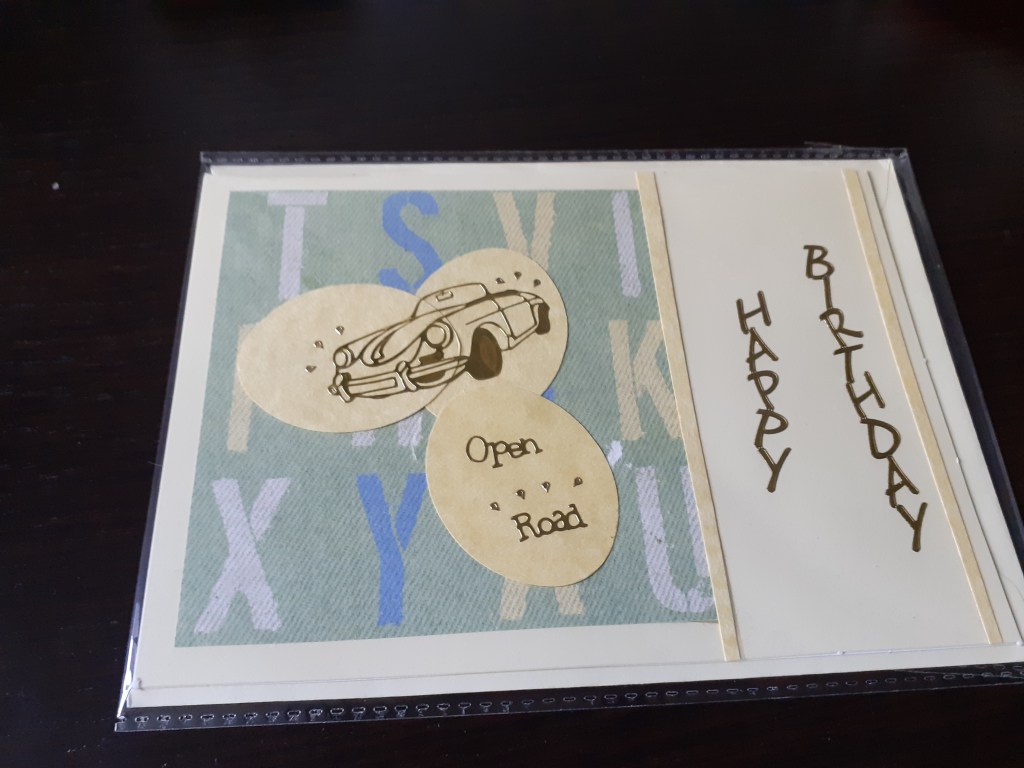 T S Y I
K
X Y U
Open
Road
HAPPY
BIRTHDAY